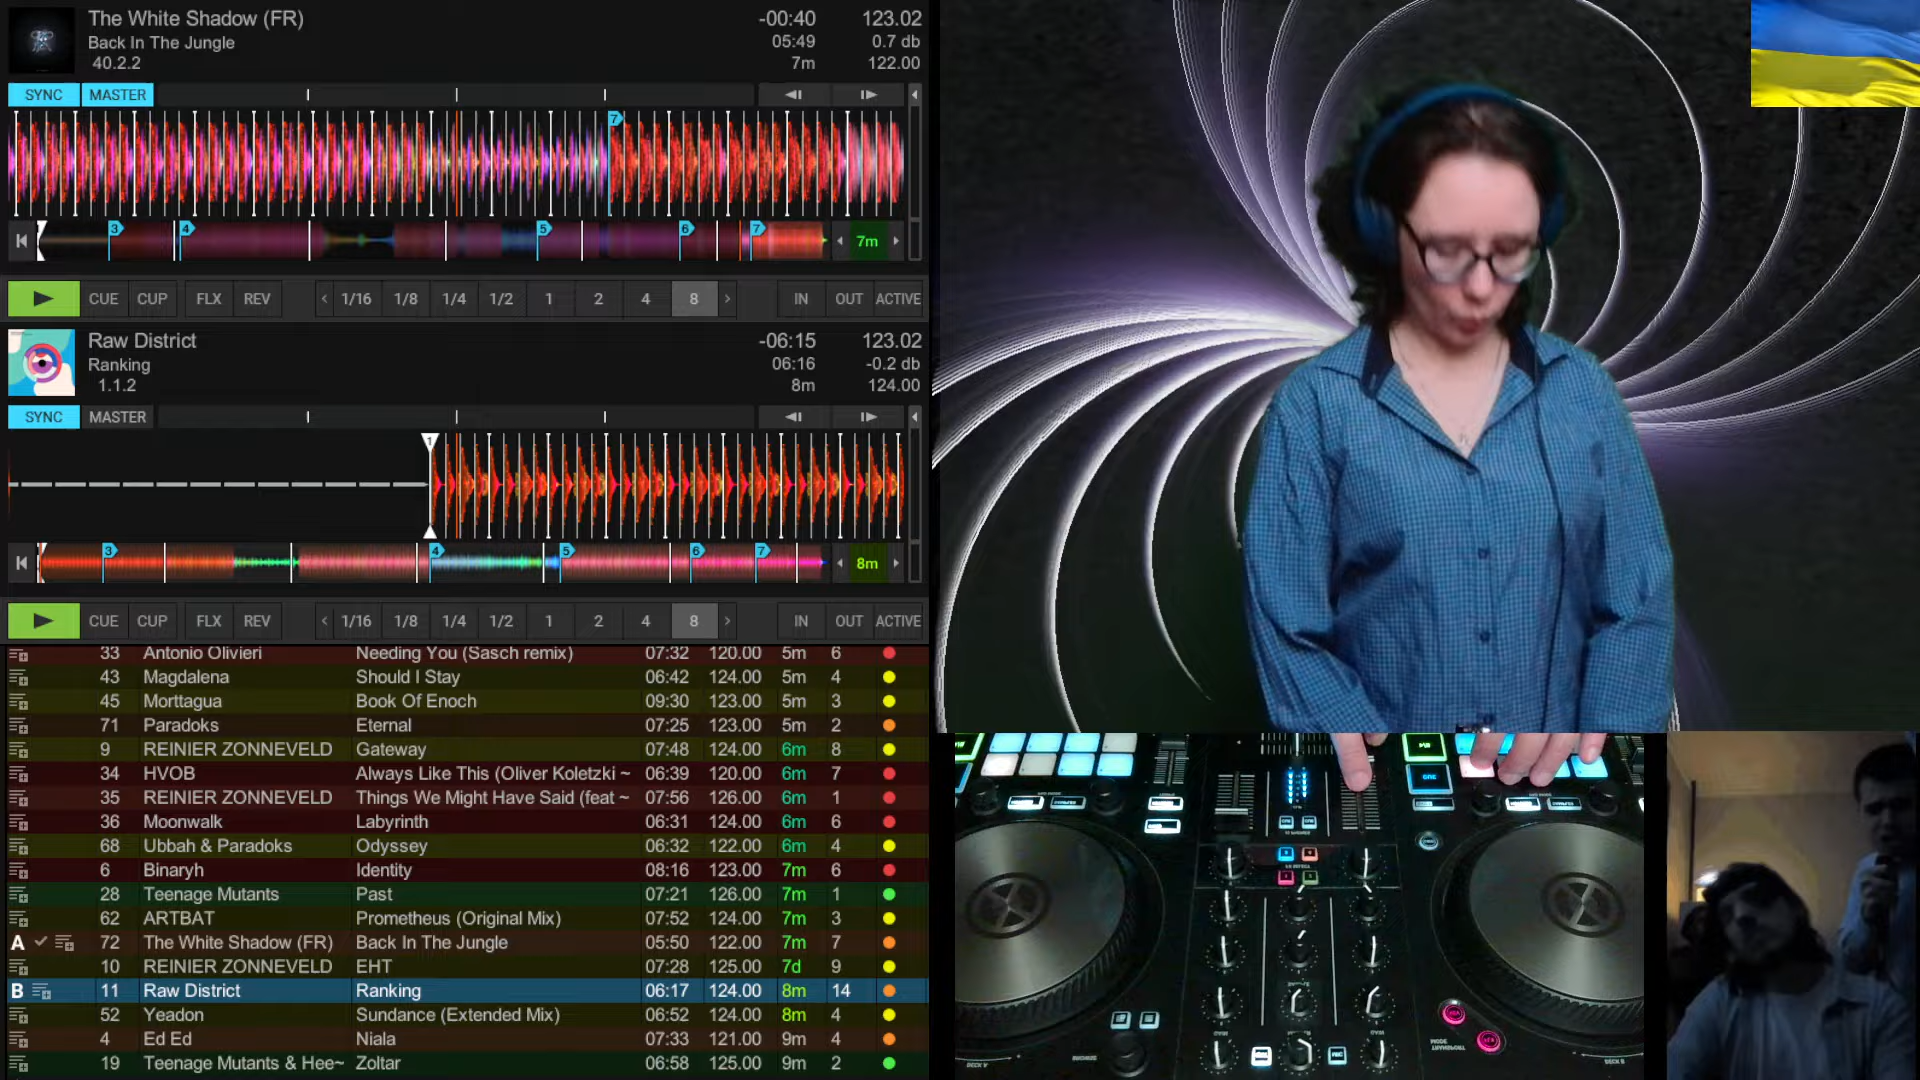 The White Shadow (FR) -00:40 123.02
Back In The Jungle 05:49 0.7 db
40.2.2 7m 122.00
SYNC MASTER
7
3 4 5 6 7 7m
CUE CUP FLX REV 1/16 1/8 1/4 1/2 1 2 4 8 IN OUT ACTIVE
Raw District -06:15 123.02
Ranking 06:16 -0.2 db
1.1.2 8m 124.00
SYNC MASTER
1
3 4 5 6 7 8m
CUE CUP FLX REV 1/16 1/8 1/4 1/2 1 2 4 8 IN OUT ACTIVE
33 Antonio Olivieri Needing You (Sasch remix) 07:32 120.00 5m 6
43 Magdalena Should I Stay 06:42 124.00 5m 4
45 Morttagua Book Of Enoch 09:30 123.00 5m 3
71 Paradoks Eternal 07:25 123.00 5m 2
9 REINIER ZONNEVELD Gateway 07:48 124.00 6m 8
34 HVOB Always Like This (Oliver Koletzki ~ 06:39 120.00 6m 7
35 REINIER ZONNEVELD Things We Might Have Said (feat ~ 07:56 126.00 6m 1
36 Moonwalk Labyrinth 06:31 124.00 6m 6
68 Ubbah & Paradoks Odyssey 06:32 122.00 6m 4
6 Binaryh Identity 08:16 123.00 7m 6
28 Teenage Mutants Past 07:21 126.00 7m 1
62 ARTBAT Prometheus (Original Mix) 07:52 124.00 7m 3
A 72 The White Shadow (FR) Back In The Jungle 05:50 122.00 7m 7
10 REINIER ZONNEVELD EHT 07:28 125.00 7d 9
B 11 Raw District Ranking 06:17 124.00 8m 14
52 Yeadon Sundance (Extended Mix) 06:52 124.00 8m 4
4 Ed Ed Niala 07:33 121.00 9m 4
19 Teenage Mutants & Hee~ Zoltar 06:58 125.00 9m 2